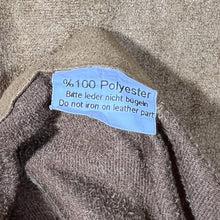 %100 Polyester
Bitte leder nicht bügeln
Do not iron on leather part